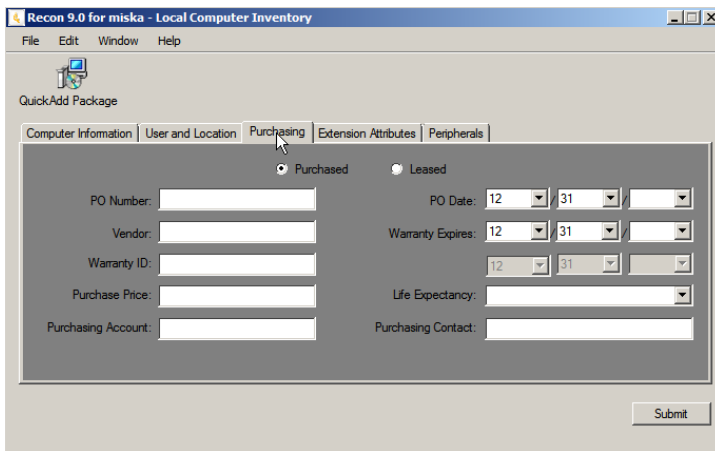 Recon 9.0 for miska - Local Computer Inventory
File Edit Window Help
QuickAdd Package
Computer Information User and Location Purchasing Extension Attributes Peripherals
Purchased Leased
PO Number: PO Date: 12 / 31 /
Vendor: Warranty Expires: 12 / 31 /
Warranty ID: 12 31
Purchase Price: Life Expectancy:
Purchasing Account: Purchasing Contact:
Submit